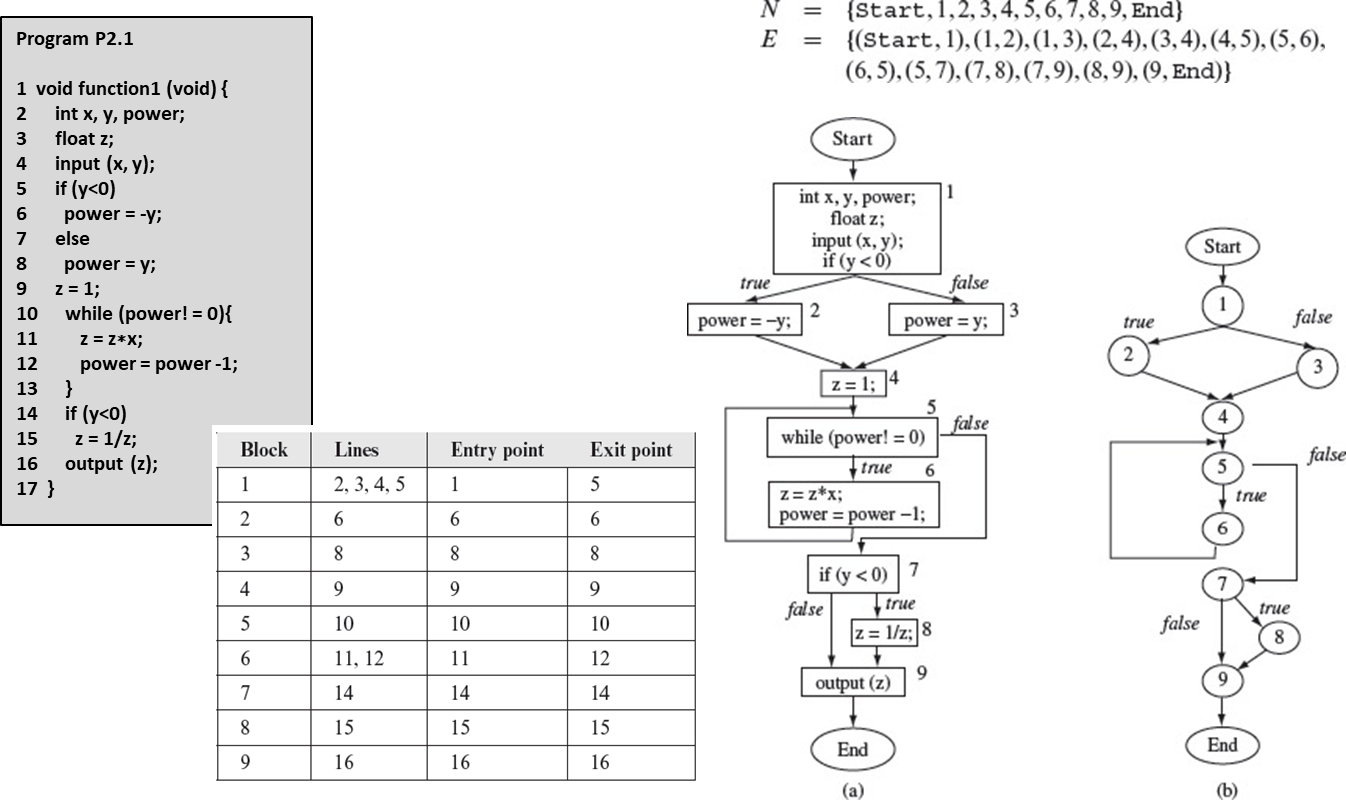 Program P2.1
1 void function1 (void) {
2 int x, y, power;
3 float z;
4 input (x, y);
5 if (y<0)
6 power = -y;
7 else
8 power = y;
9 z = 1;
10 while (power! = 0){
11 z = z*x;
12 power = power -1;
13 }
14 if (y<0)
15 z = 1/z;
16 output (z);
17 }
Block Lines Entry point Exit point
1 2, 3, 4, 5 1 5
2 6 6 6
3 8 8 8
4 9 9 9
5 10 10 10
6 11, 12 11 12
7 14 14 14
8 15 15 15
9 16 16 16
N = {Start, 1, 2, 3, 4, 5, 6, 7, 8, 9, End}
E = {(Start, 1), (1, 2), (1, 3), (2, 4), (3, 4), (4, 5), (5, 6),
(6, 5), (5, 7), (7, 8), (7, 9), (8, 9), (9, End)}
Start
int x, y, power; 1
float z;
input (x, y);
if (y < 0)
true false
power = −y; 2 power = y; 3
z = 1; 4
5
while (power! = 0) false
true 6
z = z*x;
power = power −1;
if (y < 0) 7
false true
z = 1/z; 8
output (z) 9
End
(a)
Start
1
true false
2 3
4
5 false
true
6
7
true
false 8
9
End
(b)